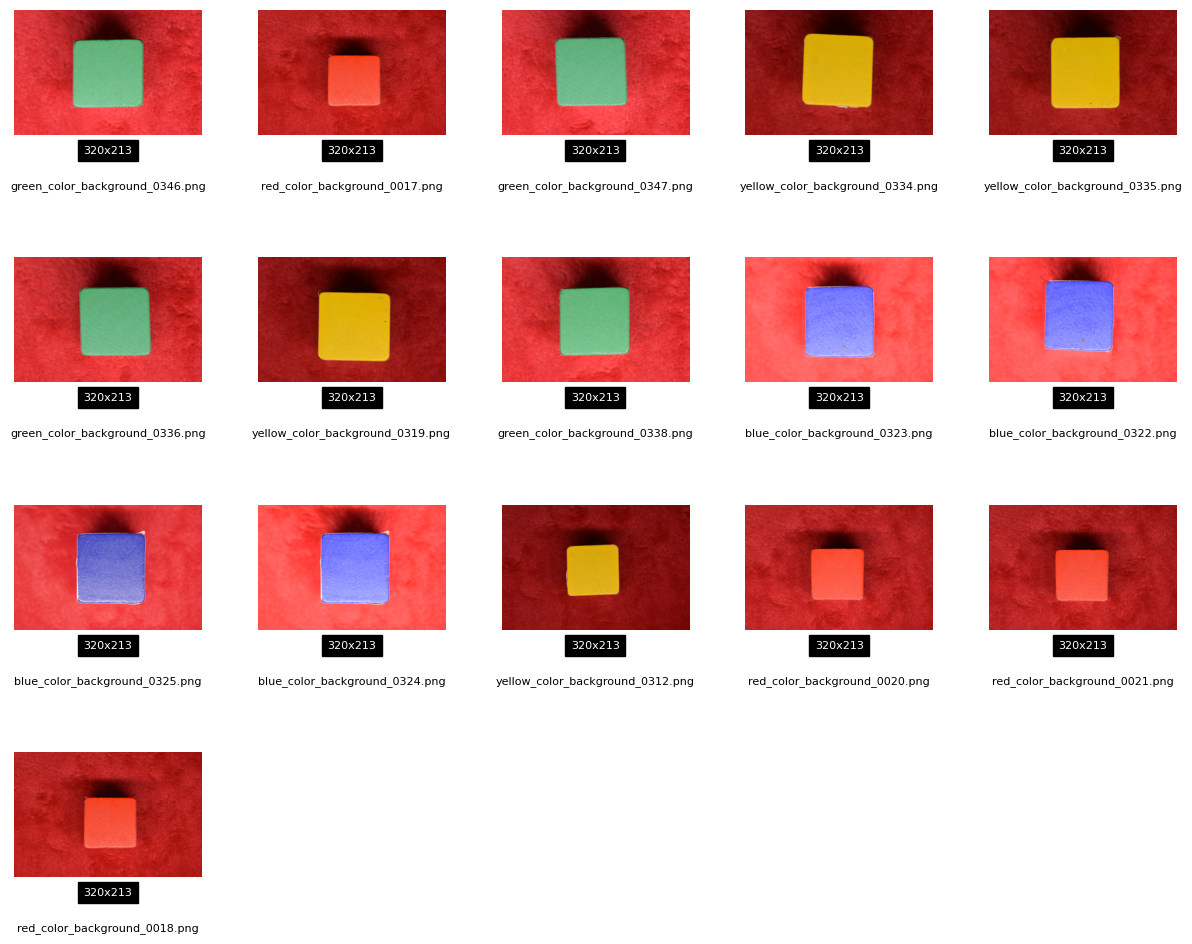 320x213 320x213 320x213 320x213 320x213
green_color_background_0346.png red_color_background_0017.png green_color_background_0347.png yellow_color_background_0334.png yellow_color_background_0335.png
320x213 320x213 320x213 320x213 320x213
green_color_background_0336.png yellow_color_background_0319.png green_color_background_0338.png blue_color_background_0323.png blue_color_background_0322.png
320x213 320x213 320x213 320x213 320x213
blue_color_background_0325.png blue_color_background_0324.png yellow_color_background_0312.png red_color_background_0020.png red_color_background_0021.png
320x213
red_color_background_0018.png